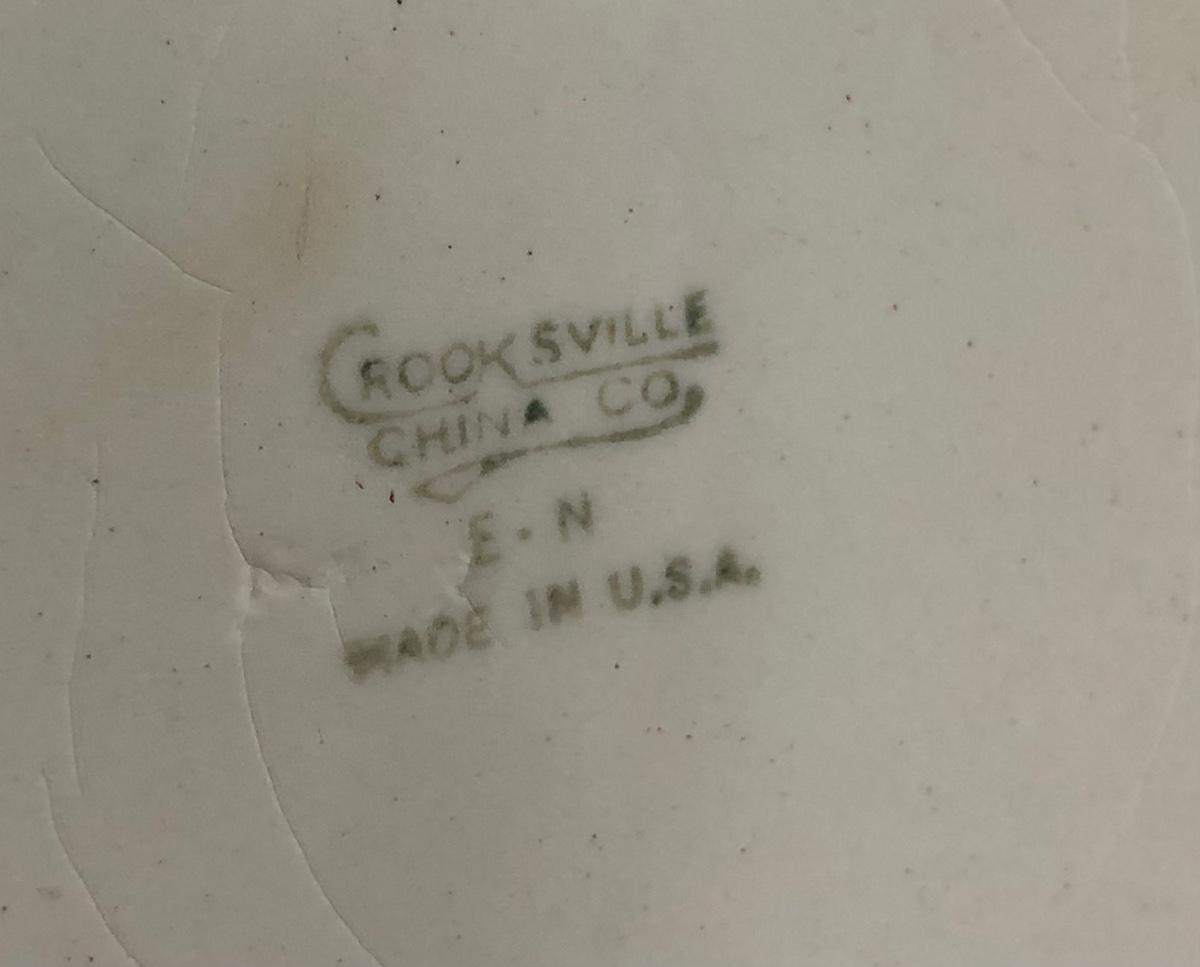 CROOKSVILLE
CHINA CO.
E · N
MADE IN U.S.A.